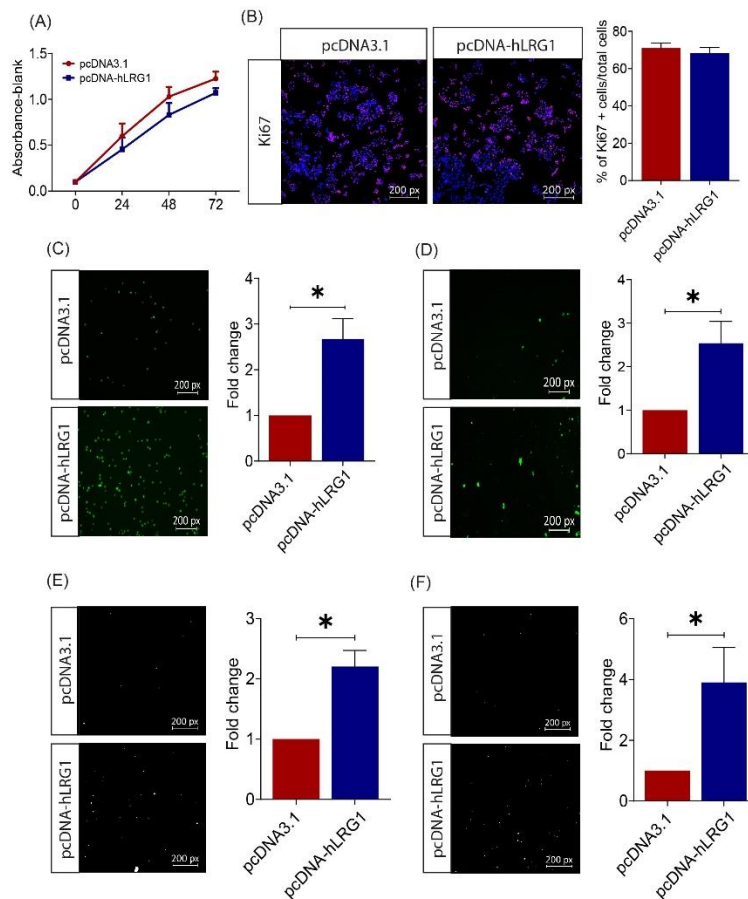 (A)
Absorbance-blank
1.5
1.0
0.5
0.0
pcDNA3.1
pcDNA-hLRG1
0 24 48 72
(B)
pcDNA3.1
pcDNA-hLRG1
Ki67
200 px
200 px
% of Ki67 + cells/total cells
80
60
40
20
0
pcDNA3.1
pcDNA-hLRG1
(C)
pcDNA3.1
200 px
pcDNA-hLRG1
200 px
Fold change
4
3
2
1
0
*
pcDNA3.1
pcDNA-hLRG1
(D)
pcDNA3.1
200 px
pcDNA-hLRG1
200 px
Fold change
4
3
2
1
0
*
pcDNA3.1
pcDNA-hLRG1
(E)
pcDNA3.1
200 px
pcDNA-hLRG1
200 px
Fold change
3
2
1
0
*
pcDNA3.1
pcDNA-hLRG1
(F)
pcDNA3.1
200 px
pcDNA-hLRG1
200 px
Fold change
6
4
2
0
*
pcDNA3.1
pcDNA-hLRG1